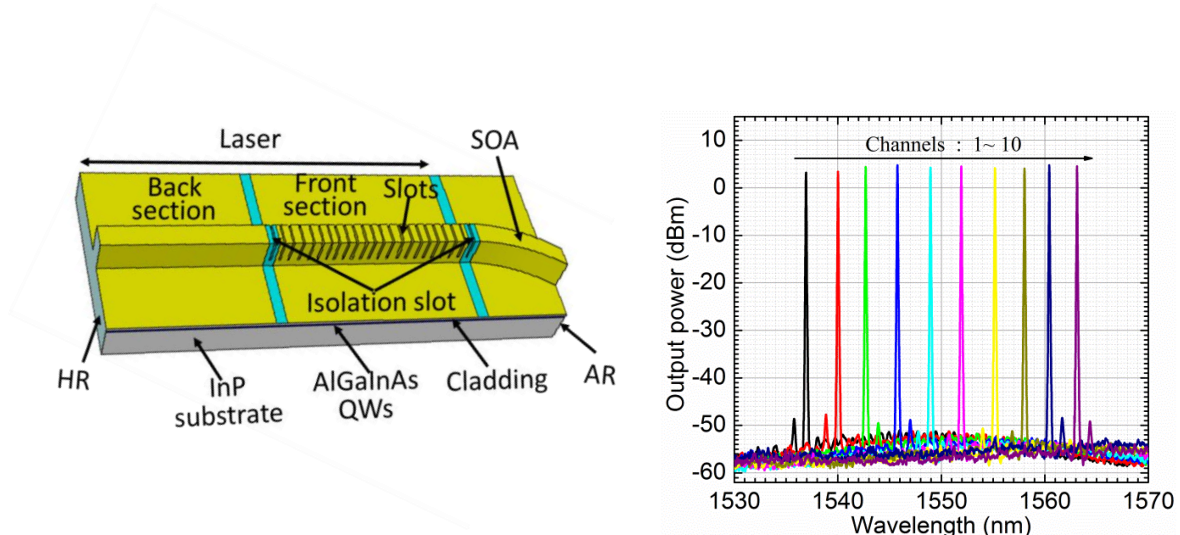 Laser
SOA
Back
section
Front
section
Slots
Isolation slot
HR
InP
substrate
AlGaInAs
QWs
Cladding
AR
Channels : 1~ 10
Output power (dBm)
10
0
-10
-20
-30
-40
-50
-60
1530
1540
1550
1560
1570
Wavelength (nm)